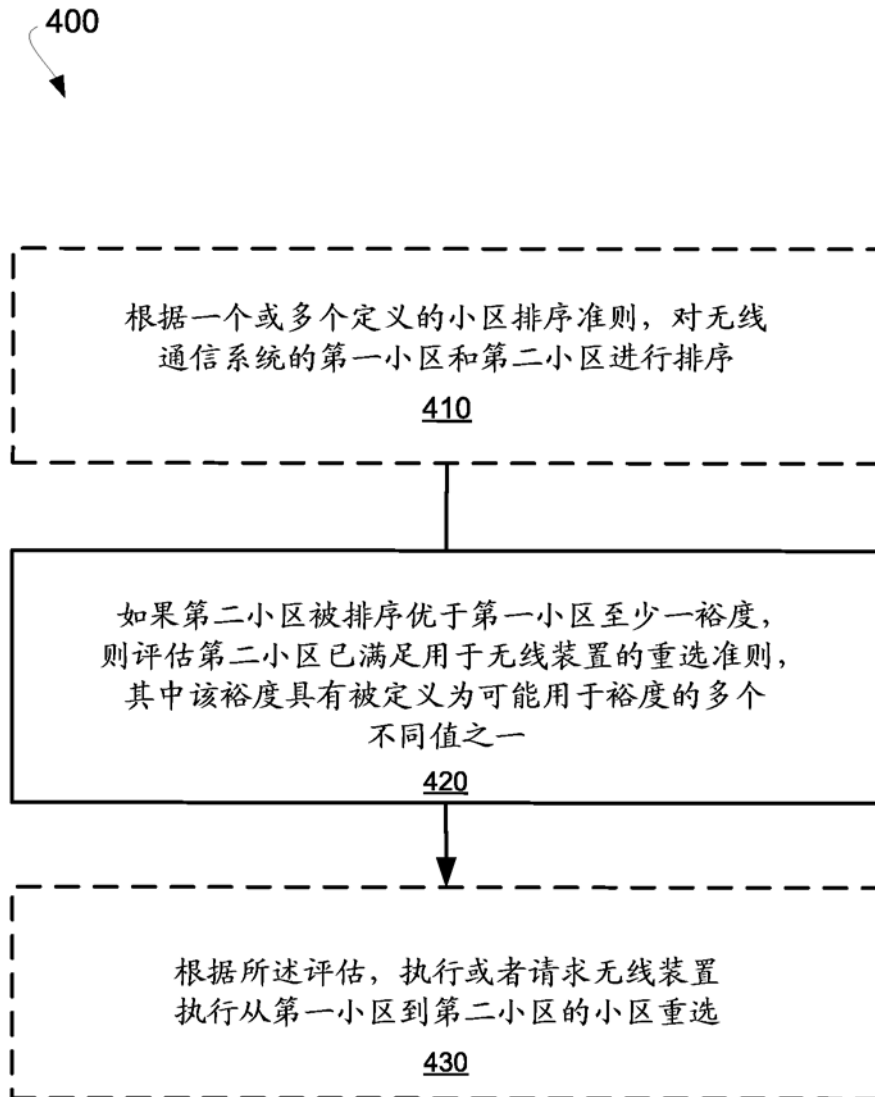 400
根据一个或多个定义的小区排序准则，对无线
通信系统的第一小区和第二小区进行排序
410
如果第二小区被排序优于第一小区至少一裕度，
则评估第二小区已满足用于无线装置的重选准则，
其中该裕度具有被定义为可能用于裕度的多个
不同值之一
420
根据所述评估，执行或者请求无线装置
执行从第一小区到第二小区的小区重选
430